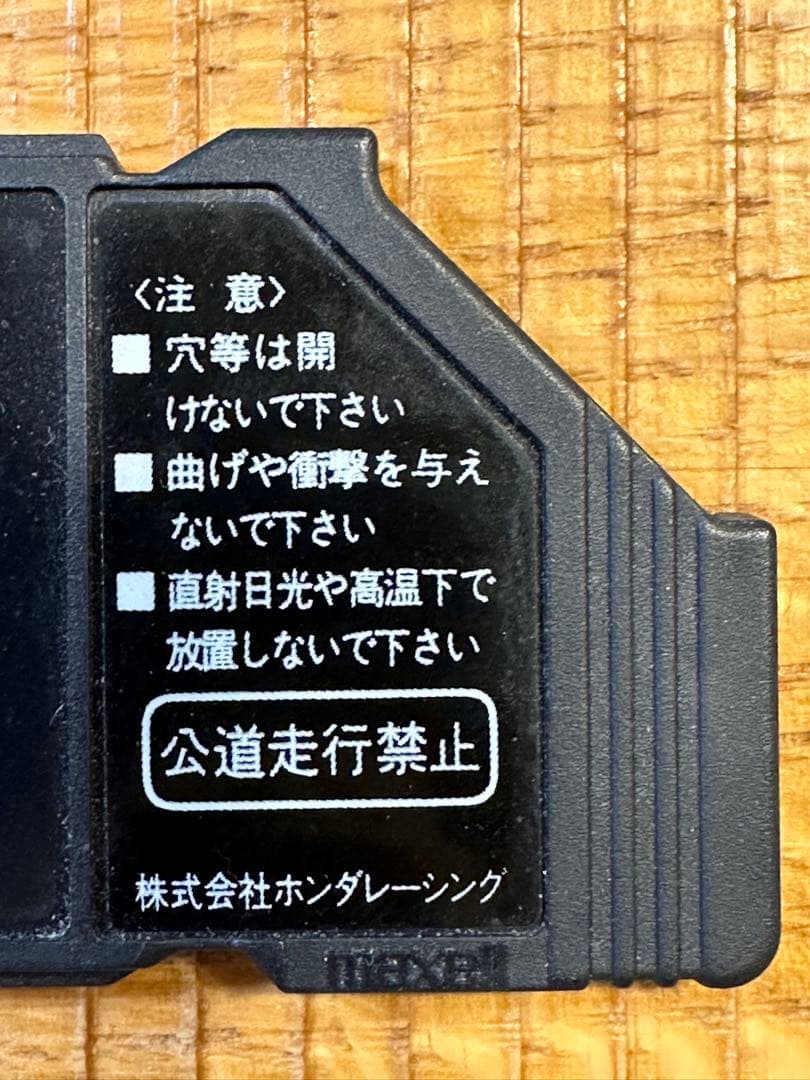 〈注 意〉
■ 穴等は開
けないで下さい
■ 曲げや衝撃を与え
ないで下さい
■ 直射日光や高温下で
放置しないで下さい
公道走行禁止
株式会社ホンダレーシング
maxell